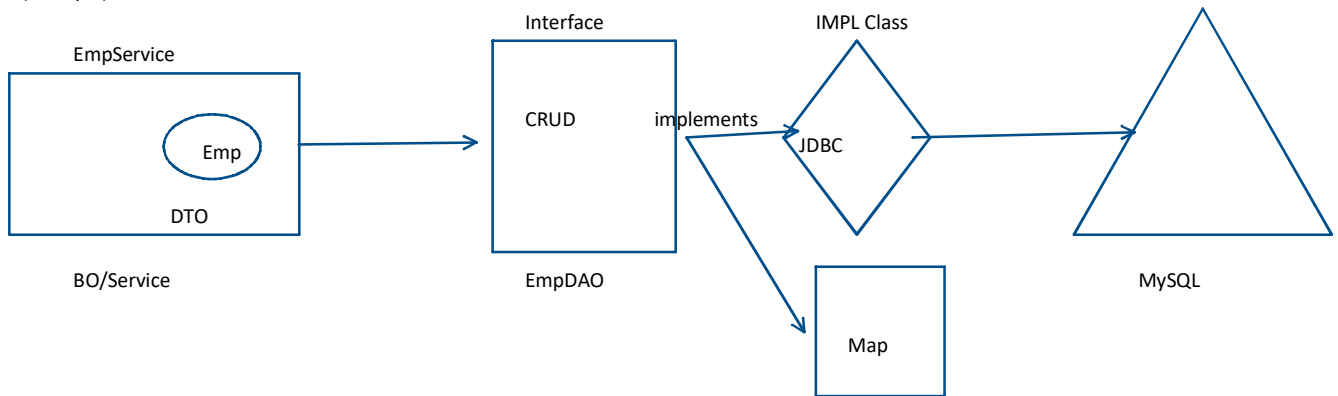 Interface
IMPL Class
EmpService
CRUD
implements
Emp
JDBC
DTO
BO/Service
EmpDAO
MySQL
Map